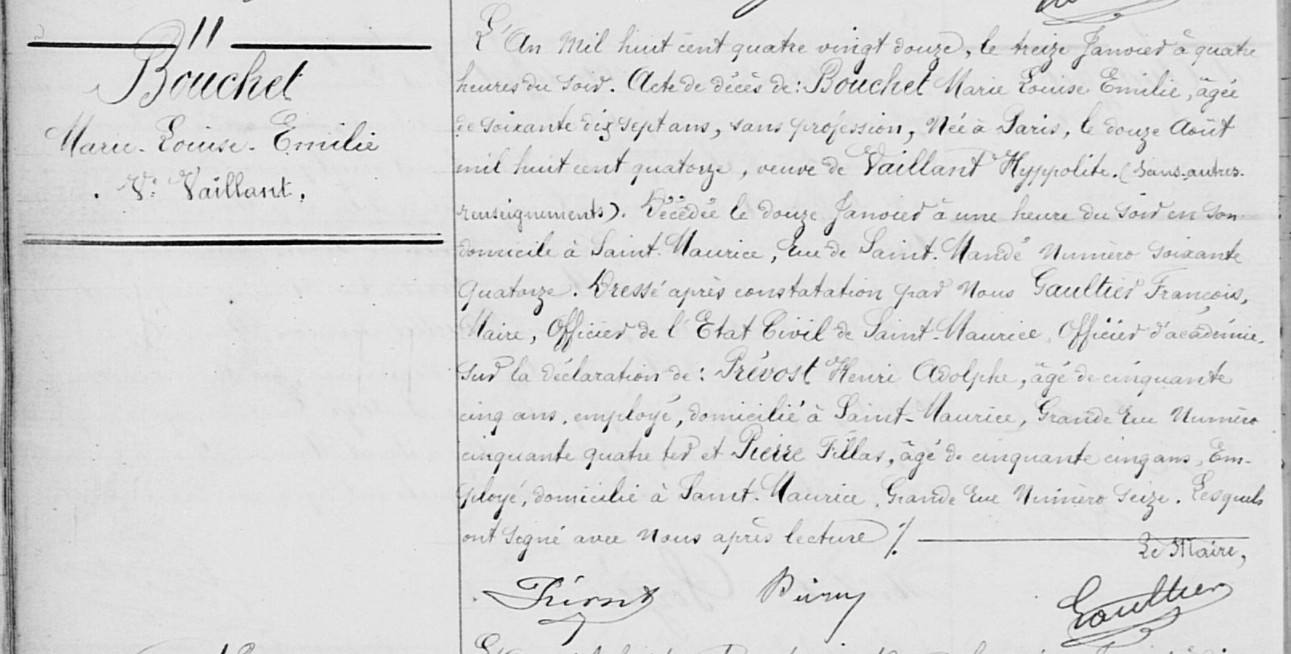 11
Bouchet
Marie-Louise-Emilie
Ve Vaillant.
L'An Mil huit cent quatre vingt douze, le treize Janvier à quatre
heures du soir. Acte de décès de: Bouchet Marie Louise Emilie, âgée
de soixante dix sept ans, sans profession, Née à Paris, le douze Août
mil huit cent quatorze, veuve de Vaillant Hyppolite. (Sans autres
renseignements). Décédée le douze Janvier à une heure du soir en son
domicile à Saint-Maurice, rue de Saint-Mandé Numéro soixante
quatorze. Dressé après constatation par Nous Gaultier François,
Maire, Officier de l'Etat Civil de Saint-Maurice, Officier d'académie.
Sur la déclaration de: Prévost Henri Adolphe, âgé de cinquante
cinq ans, employé, domicilié à Saint-Maurice, Grande rue Numéro
cinquante quatre ter et Pierre, âgé de cinquante cinq ans, Em-
ployé, domicilié à Saint-Maurice, Grande rue Numéro seize. Lesquels
ont signé avec Nous après lecture ./.
Le Maire,
Prévost Gaultier